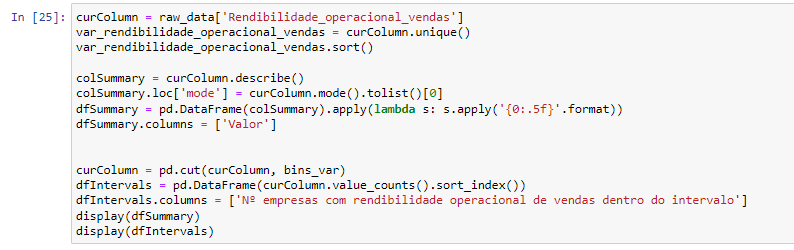 In [25]: curColumn = raw_data['Rendibilidade_operacional_vendas']
var_rendibilidade_operacional_vendas = curColumn.unique()
var_rendibilidade_operacional_vendas.sort()
colSummary = curColumn.describe()
colSummary.loc['mode'] = curColumn.mode().tolist()[0]
dfSummary = pd.DataFrame(colSummary).apply(lambda s: s.apply('{0:.5f}'.format))
dfSummary.columns = ['Valor']
curColumn = pd.cut(curColumn, bins_var)
dfIntervals = pd.DataFrame(curColumn.value_counts().sort_index())
dfIntervals.columns = ['Nº empresas com rendibilidade operacional de vendas dentro do intervalo']
display(dfSummary)
display(dfIntervals)